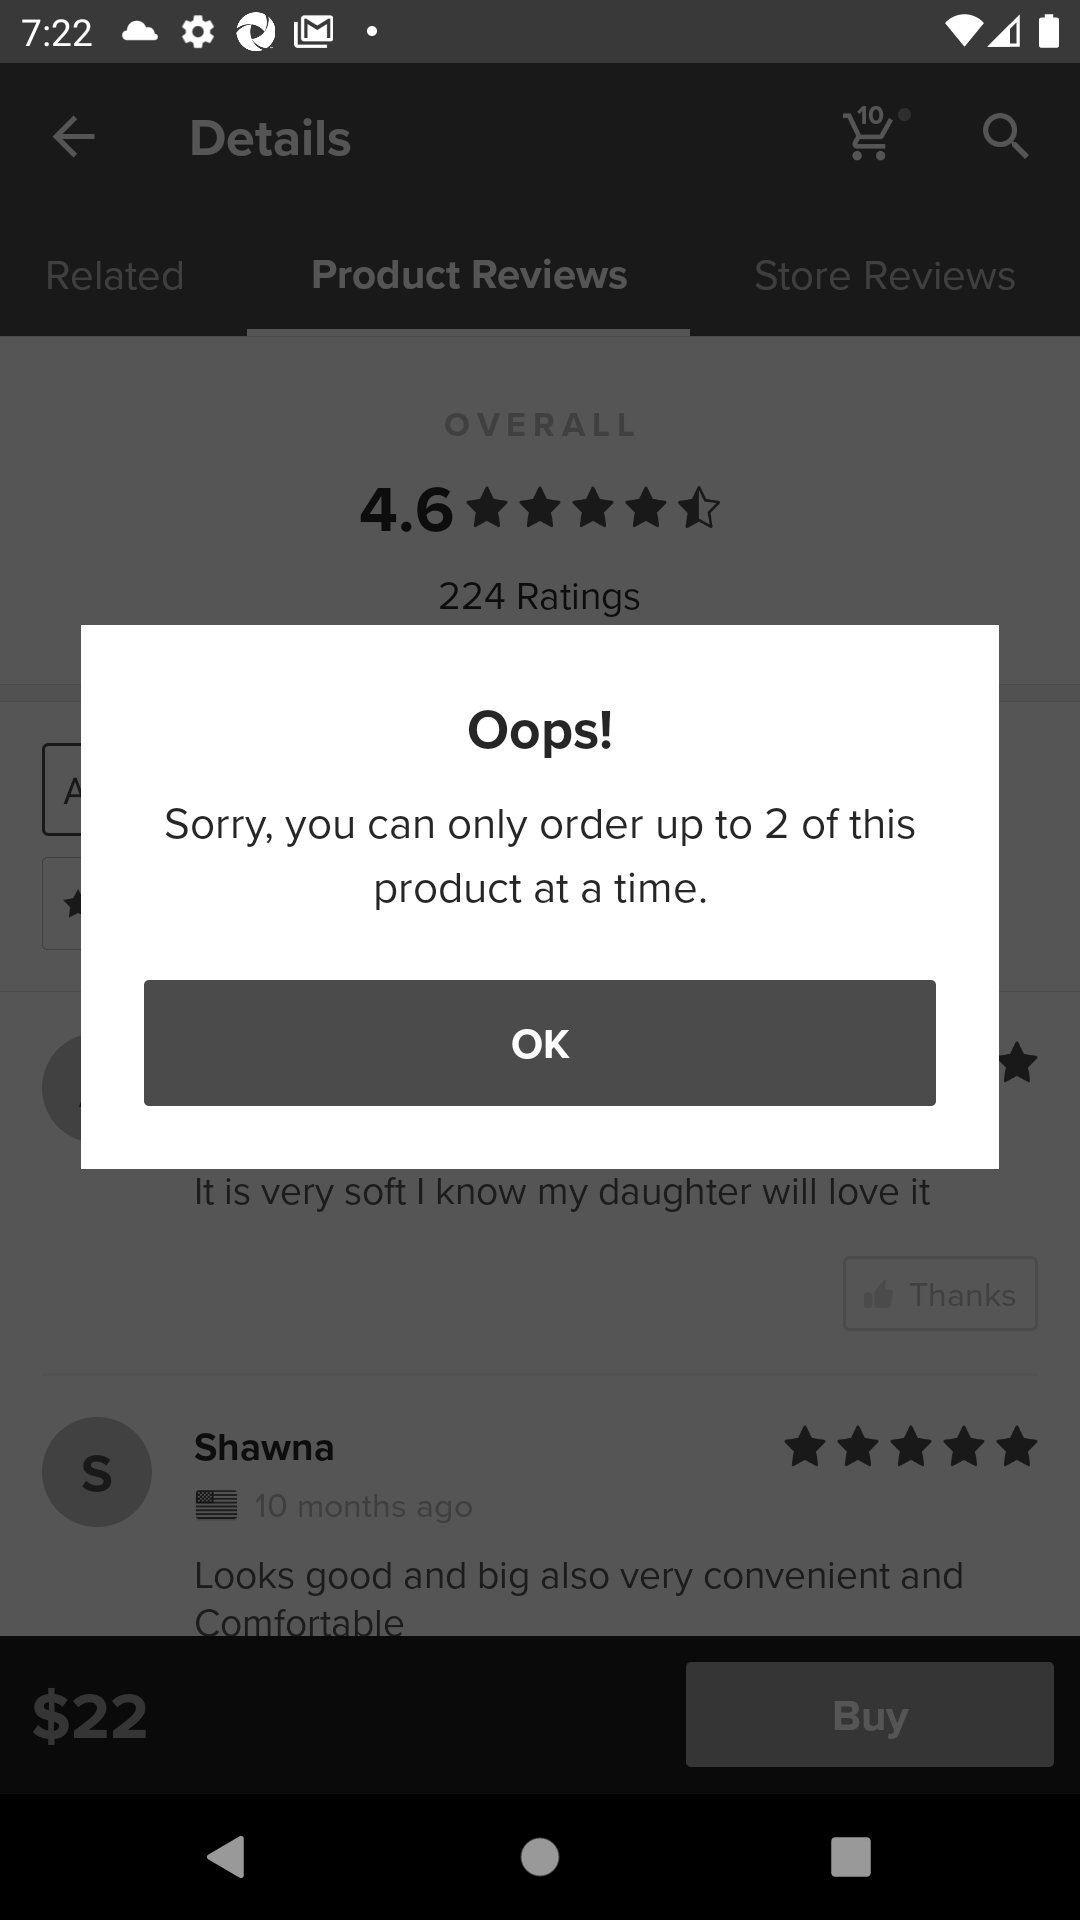 7:22
Details
10
Related
Product Reviews
Store Reviews
OVERALL
4.6
224 Ratings
Oops!
Sorry, you can only order up to 2 of this
product at a time.
OK
It is very soft I know my daughter will love it
Thanks
S
Shawna
10 months ago
Looks good and big also very convenient and
Comfortable
$22
Buy